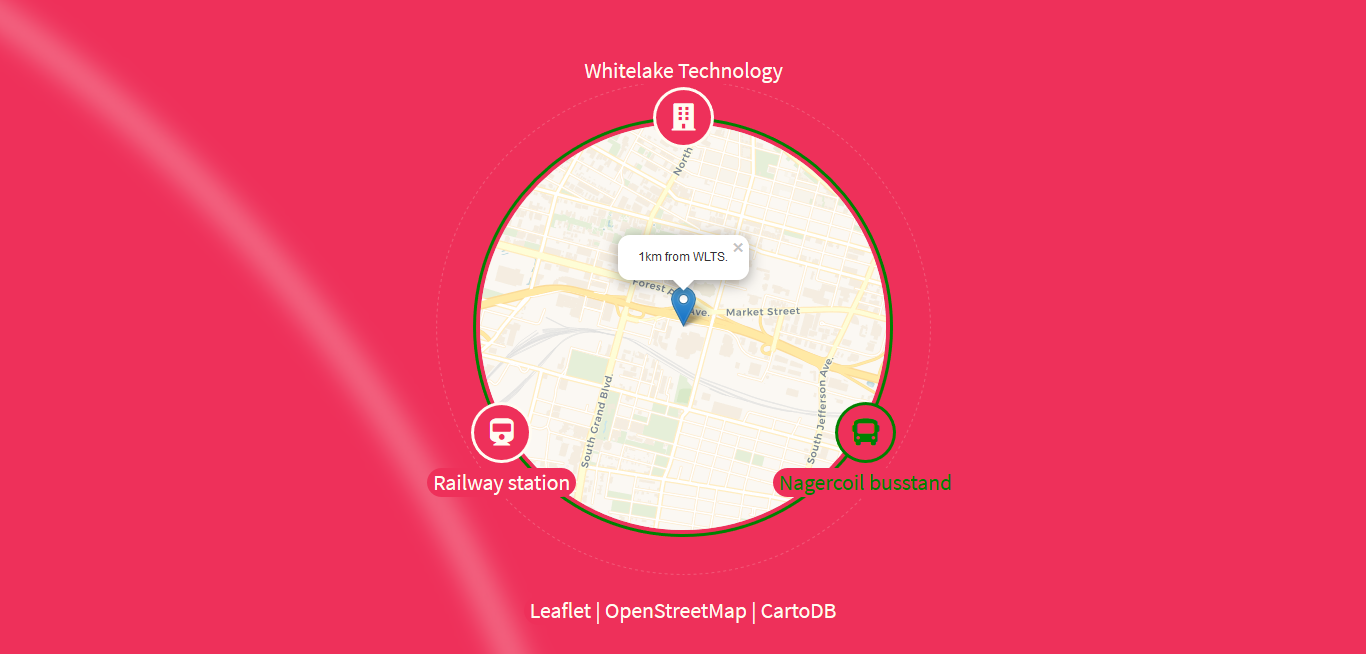 Whitelake Technology
North
×
1km from WLTS.
Forest
Ave.
Market Street
South Grand Blvd.
South Jefferson Ave.
Railway station
Nagercoil busstand
Leaflet | OpenStreetMap | CartoDB